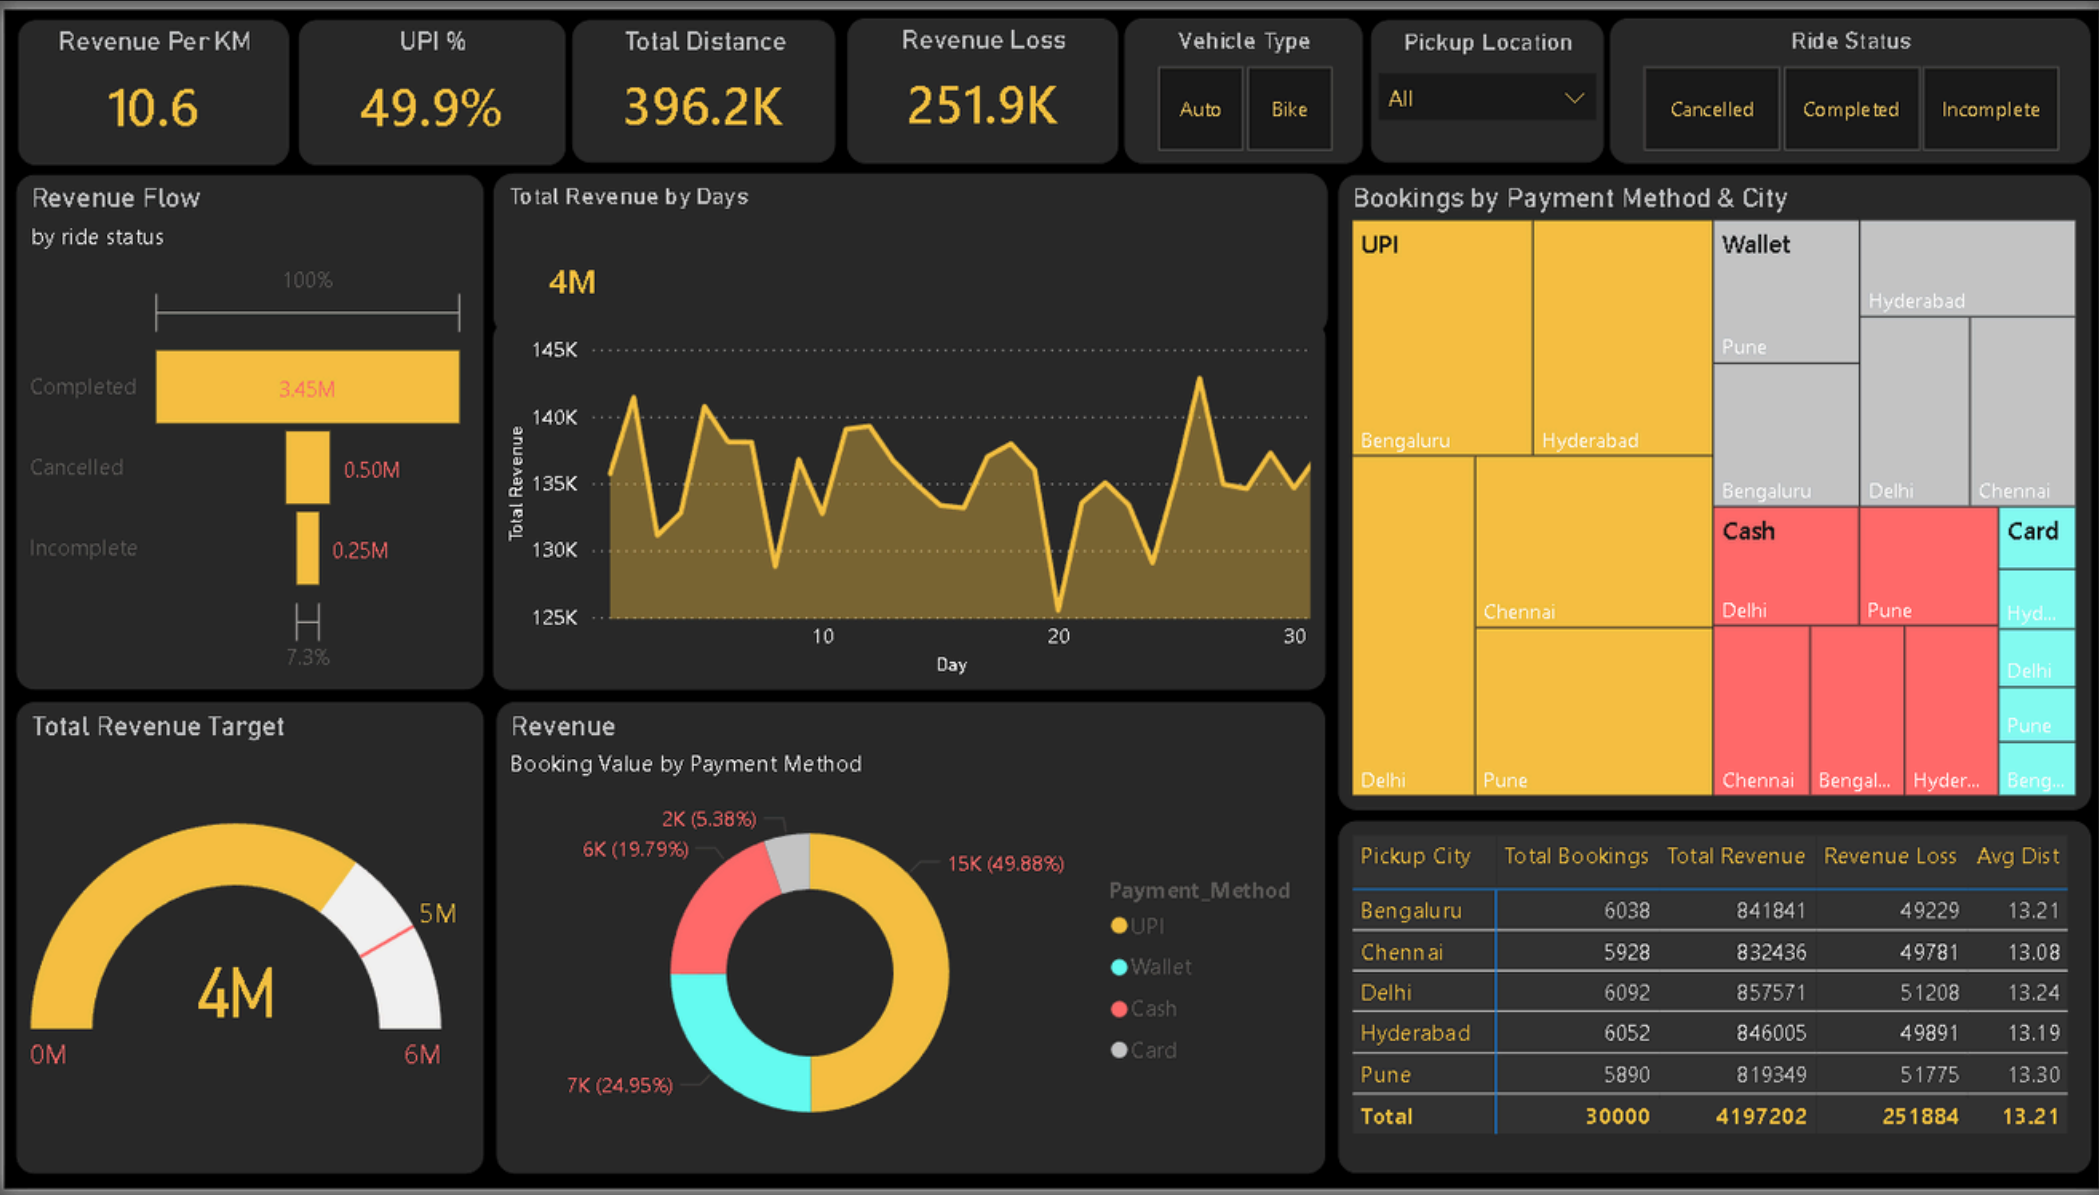 Revenue Per KM
10.6
UPI %
49.9%
Total Distance
396.2K
Revenue Loss
251.9K
Vehicle Type
Auto
Bike
Pickup Location
All
Ride Status
Cancelled
Completed
Incomplete
Revenue Flow
by ride status
100%
Completed
3.45M
Cancelled
0.50M
Incomplete
0.25M
7.3%
Total Revenue by Days
4M
145K
140K
135K
130K
125K
Total Revenue
10
20
30
Day
Bookings by Payment Method & City
UPI
Bengaluru
Hyderabad
Delhi
Chennai
Pune
Wallet
Pune
Hyderabad
Bengaluru
Delhi
Chennai
Cash
Delhi
Pune
Chennai
Bengal...
Hyder...
Card
Hyd...
Delhi
Pune
Beng...
Total Revenue Target
5M
4M
0M
6M
Revenue
Booking Value by Payment Method
2K (5.38%)
6K (19.79%)
15K (49.88%)
7K (24.95%)
Payment_Method
UPI
Wallet
Cash
Card
Pickup City Total Bookings Total Revenue Revenue Loss Avg Dist
Bengaluru 6038 841841 49229 13.21
Chennai 5928 832436 49781 13.08
Delhi 6092 857571 51208 13.24
Hyderabad 6052 846005 49891 13.19
Pune 5890 819349 51775 13.30
Total 30000 4197202 251884 13.21